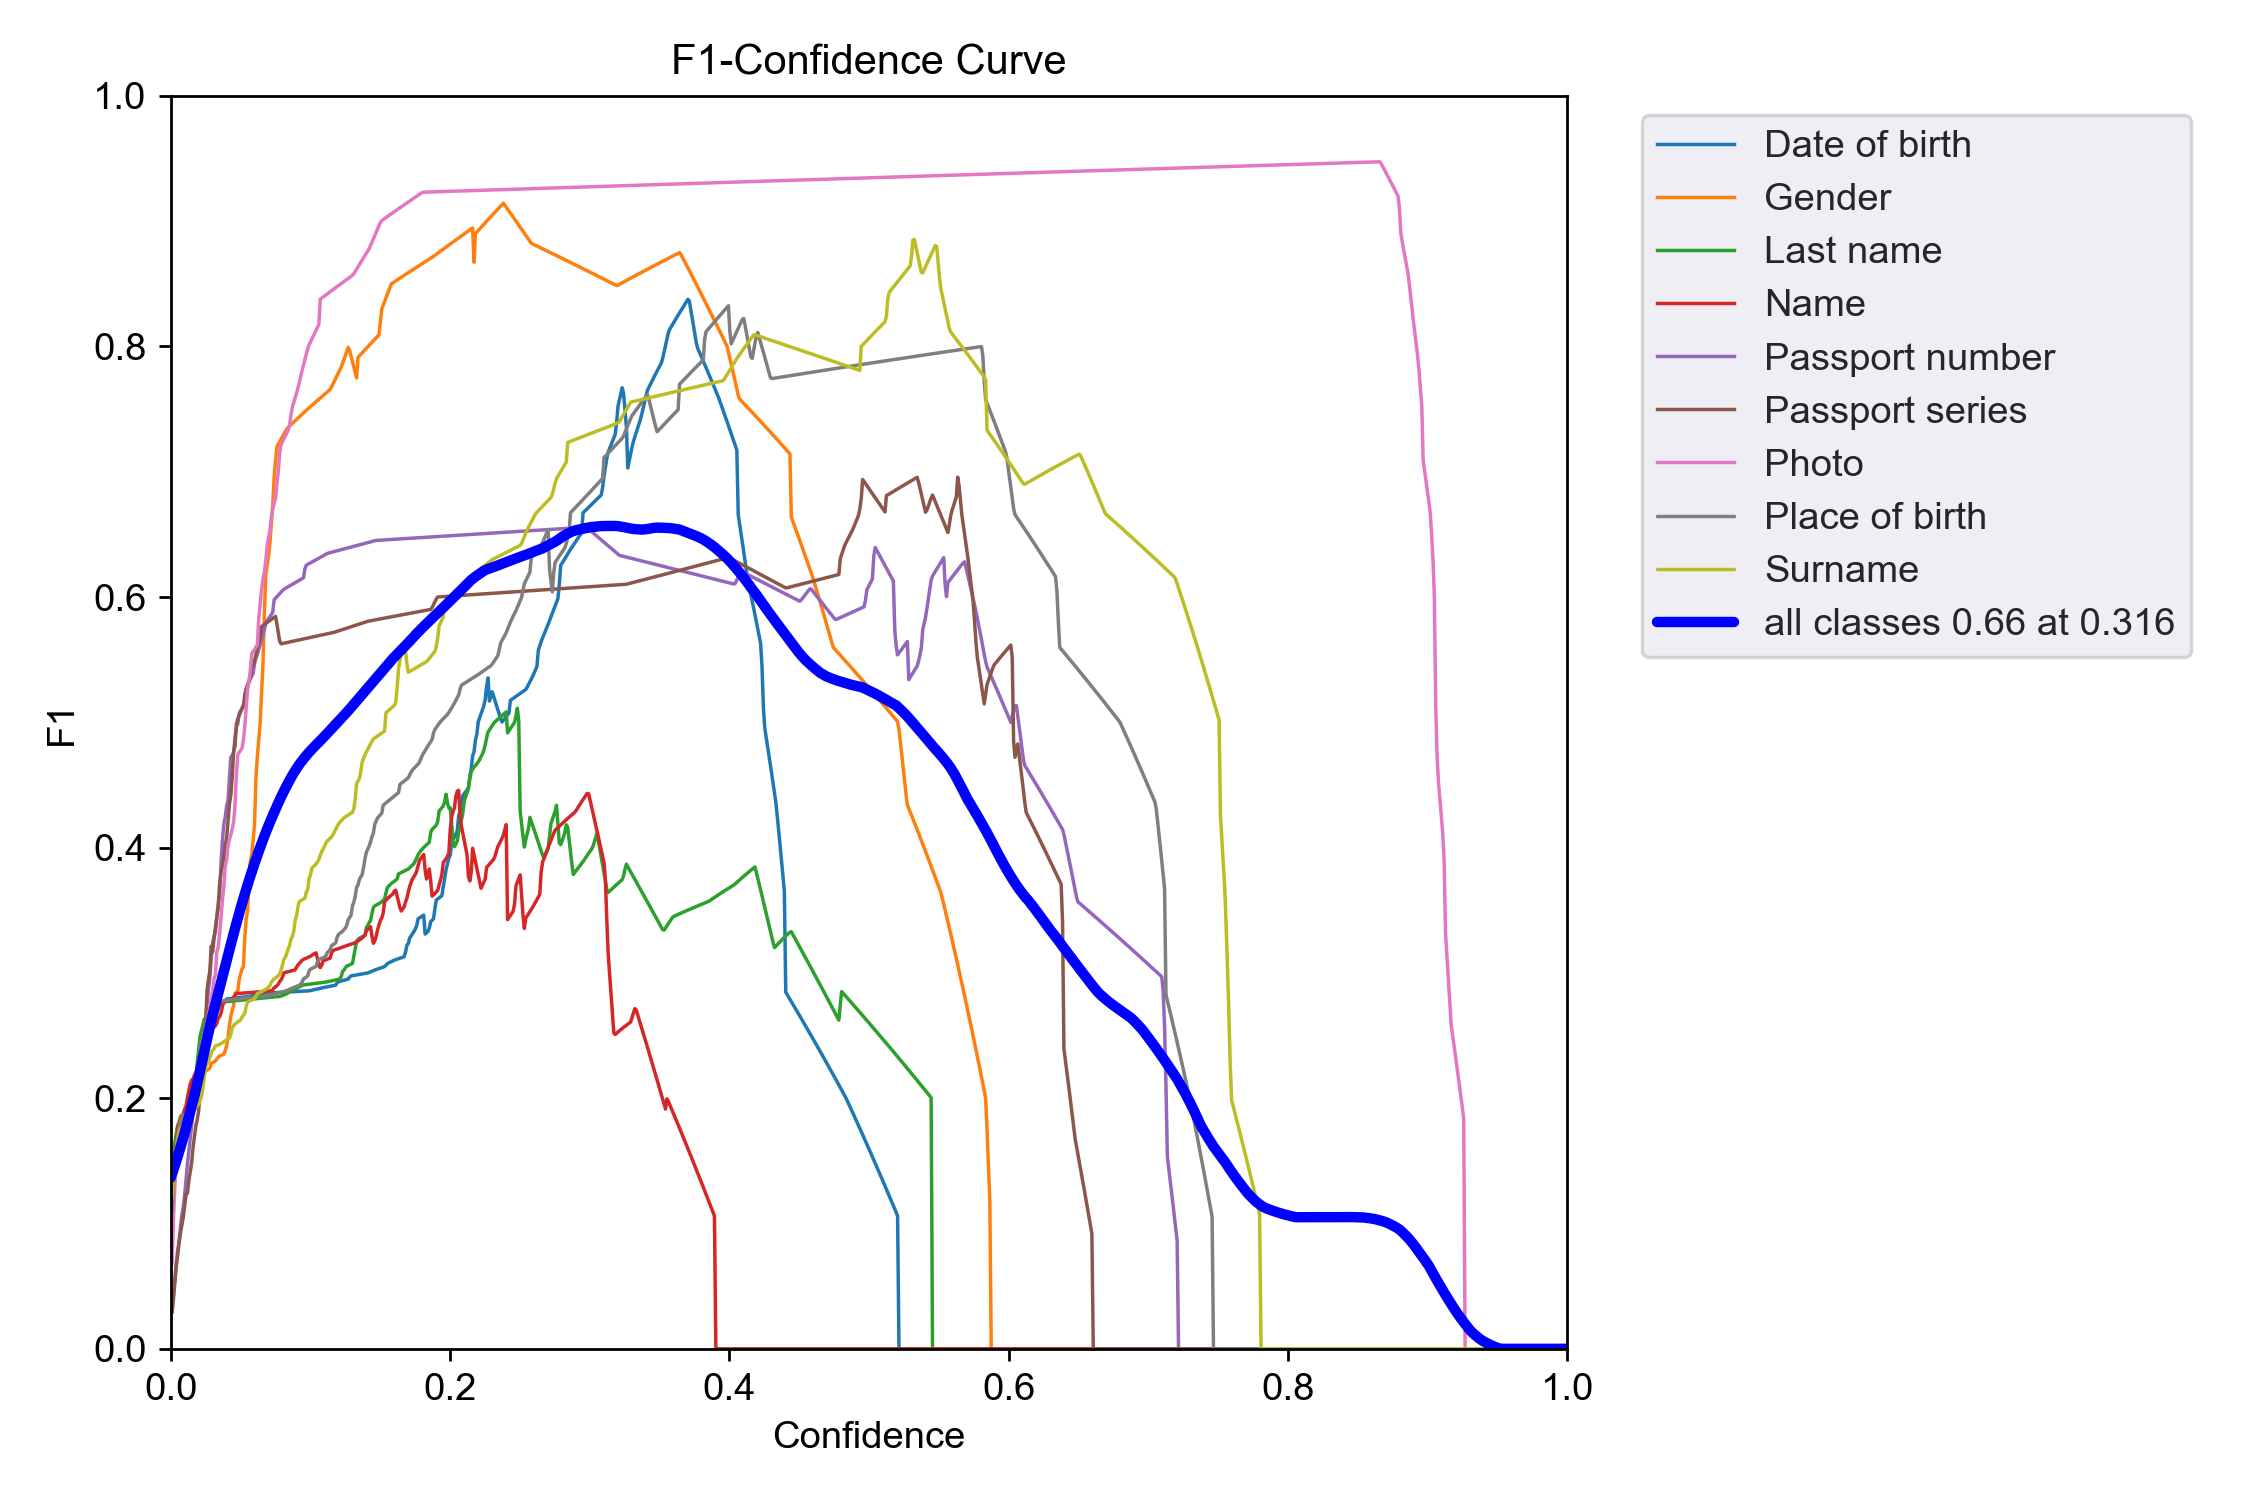 F1-Confidence Curve
1.0
0.8
0.6
0.4
0.2
0.0
F1
0.0 0.2 0.4 0.6 0.8 1.0
Confidence
Date of birth
Gender
Last name
Name
Passport number
Passport series
Photo
Place of birth
Surname
all classes 0.66 at 0.316